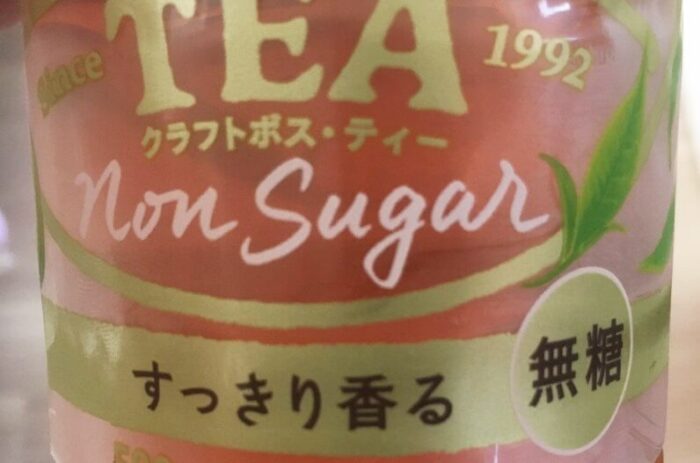 TEA
since 1992
クラフトボス・ティー
Non Sugar
すっきり香る
無糖